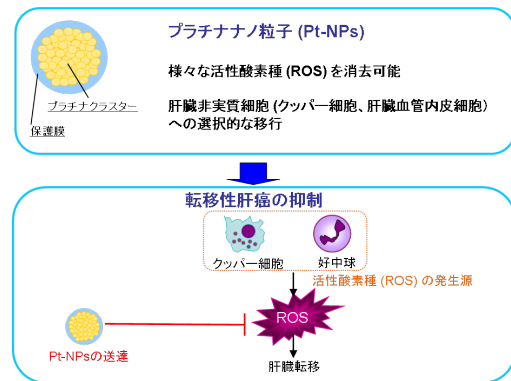 プラチナナノ粒子 (Pt-NPs)
様々な活性酸素種 (ROS) を消去可能
肝臓非実質細胞 (クッパー細胞、肝臓血管内皮細胞)
への選択的な移行
プラチナクラスター
保護膜
転移性肝癌の抑制
クッパー細胞
好中球
活性酸素種 (ROS) の発生源
ROS
Pt-NPsの送達
肝臓転移